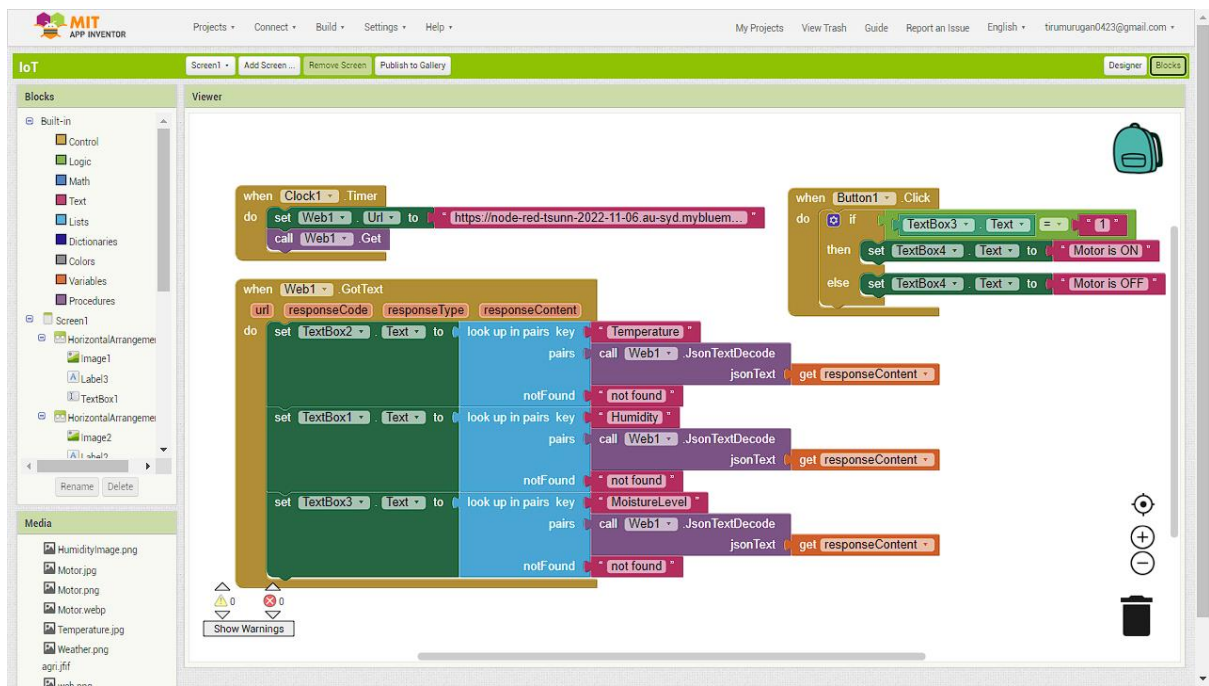 MIT
APP INVENTOR
Projects Connect Build Settings Help My Projects View Trash Guide Report an Issue English tirumurugan0423@gmail.com
IoT Screen1 Add Screen ... Remove Screen Publish to Gallery Designer Blocks
Blocks
Built-in
Control
Logic
Math
Text
Lists
Dictionaries
Colors
Variables
Procedures
Screen1
HorizontalArrangemen
Image1
Label3
TextBox1
HorizontalArrangemen
Image2
Label2
Rename Delete
Media
HumidityImage.png
Motor.jpg
Motor.png
Motor.webp
Temperature.jpg
Weather.png
agri.jfif
web.png
Viewer
when Clock1 .Timer
do set Web1 . Url to " https://node-red-tsunn-2022-11-06.au-syd.mybluem... "
call Web1 .Get
when Web1 .GotText
url responseCode responseType responseContent
do set TextBox2 . Text to look up in pairs key " Temperature "
pairs call Web1 .JsonTextDecode
jsonText get responseContent
notFound " not found "
set TextBox1 . Text to look up in pairs key " Humidity "
pairs call Web1 .JsonTextDecode
jsonText get responseContent
notFound " not found "
set TextBox3 . Text to look up in pairs key " MoistureLevel "
pairs call Web1 .JsonTextDecode
jsonText get responseContent
notFound " not found "
when Button1 .Click
do if TextBox3 . Text = " 1 "
then set TextBox4 . Text to " Motor is ON "
else set TextBox4 . Text to " Motor is OFF "
0 0
Show Warnings